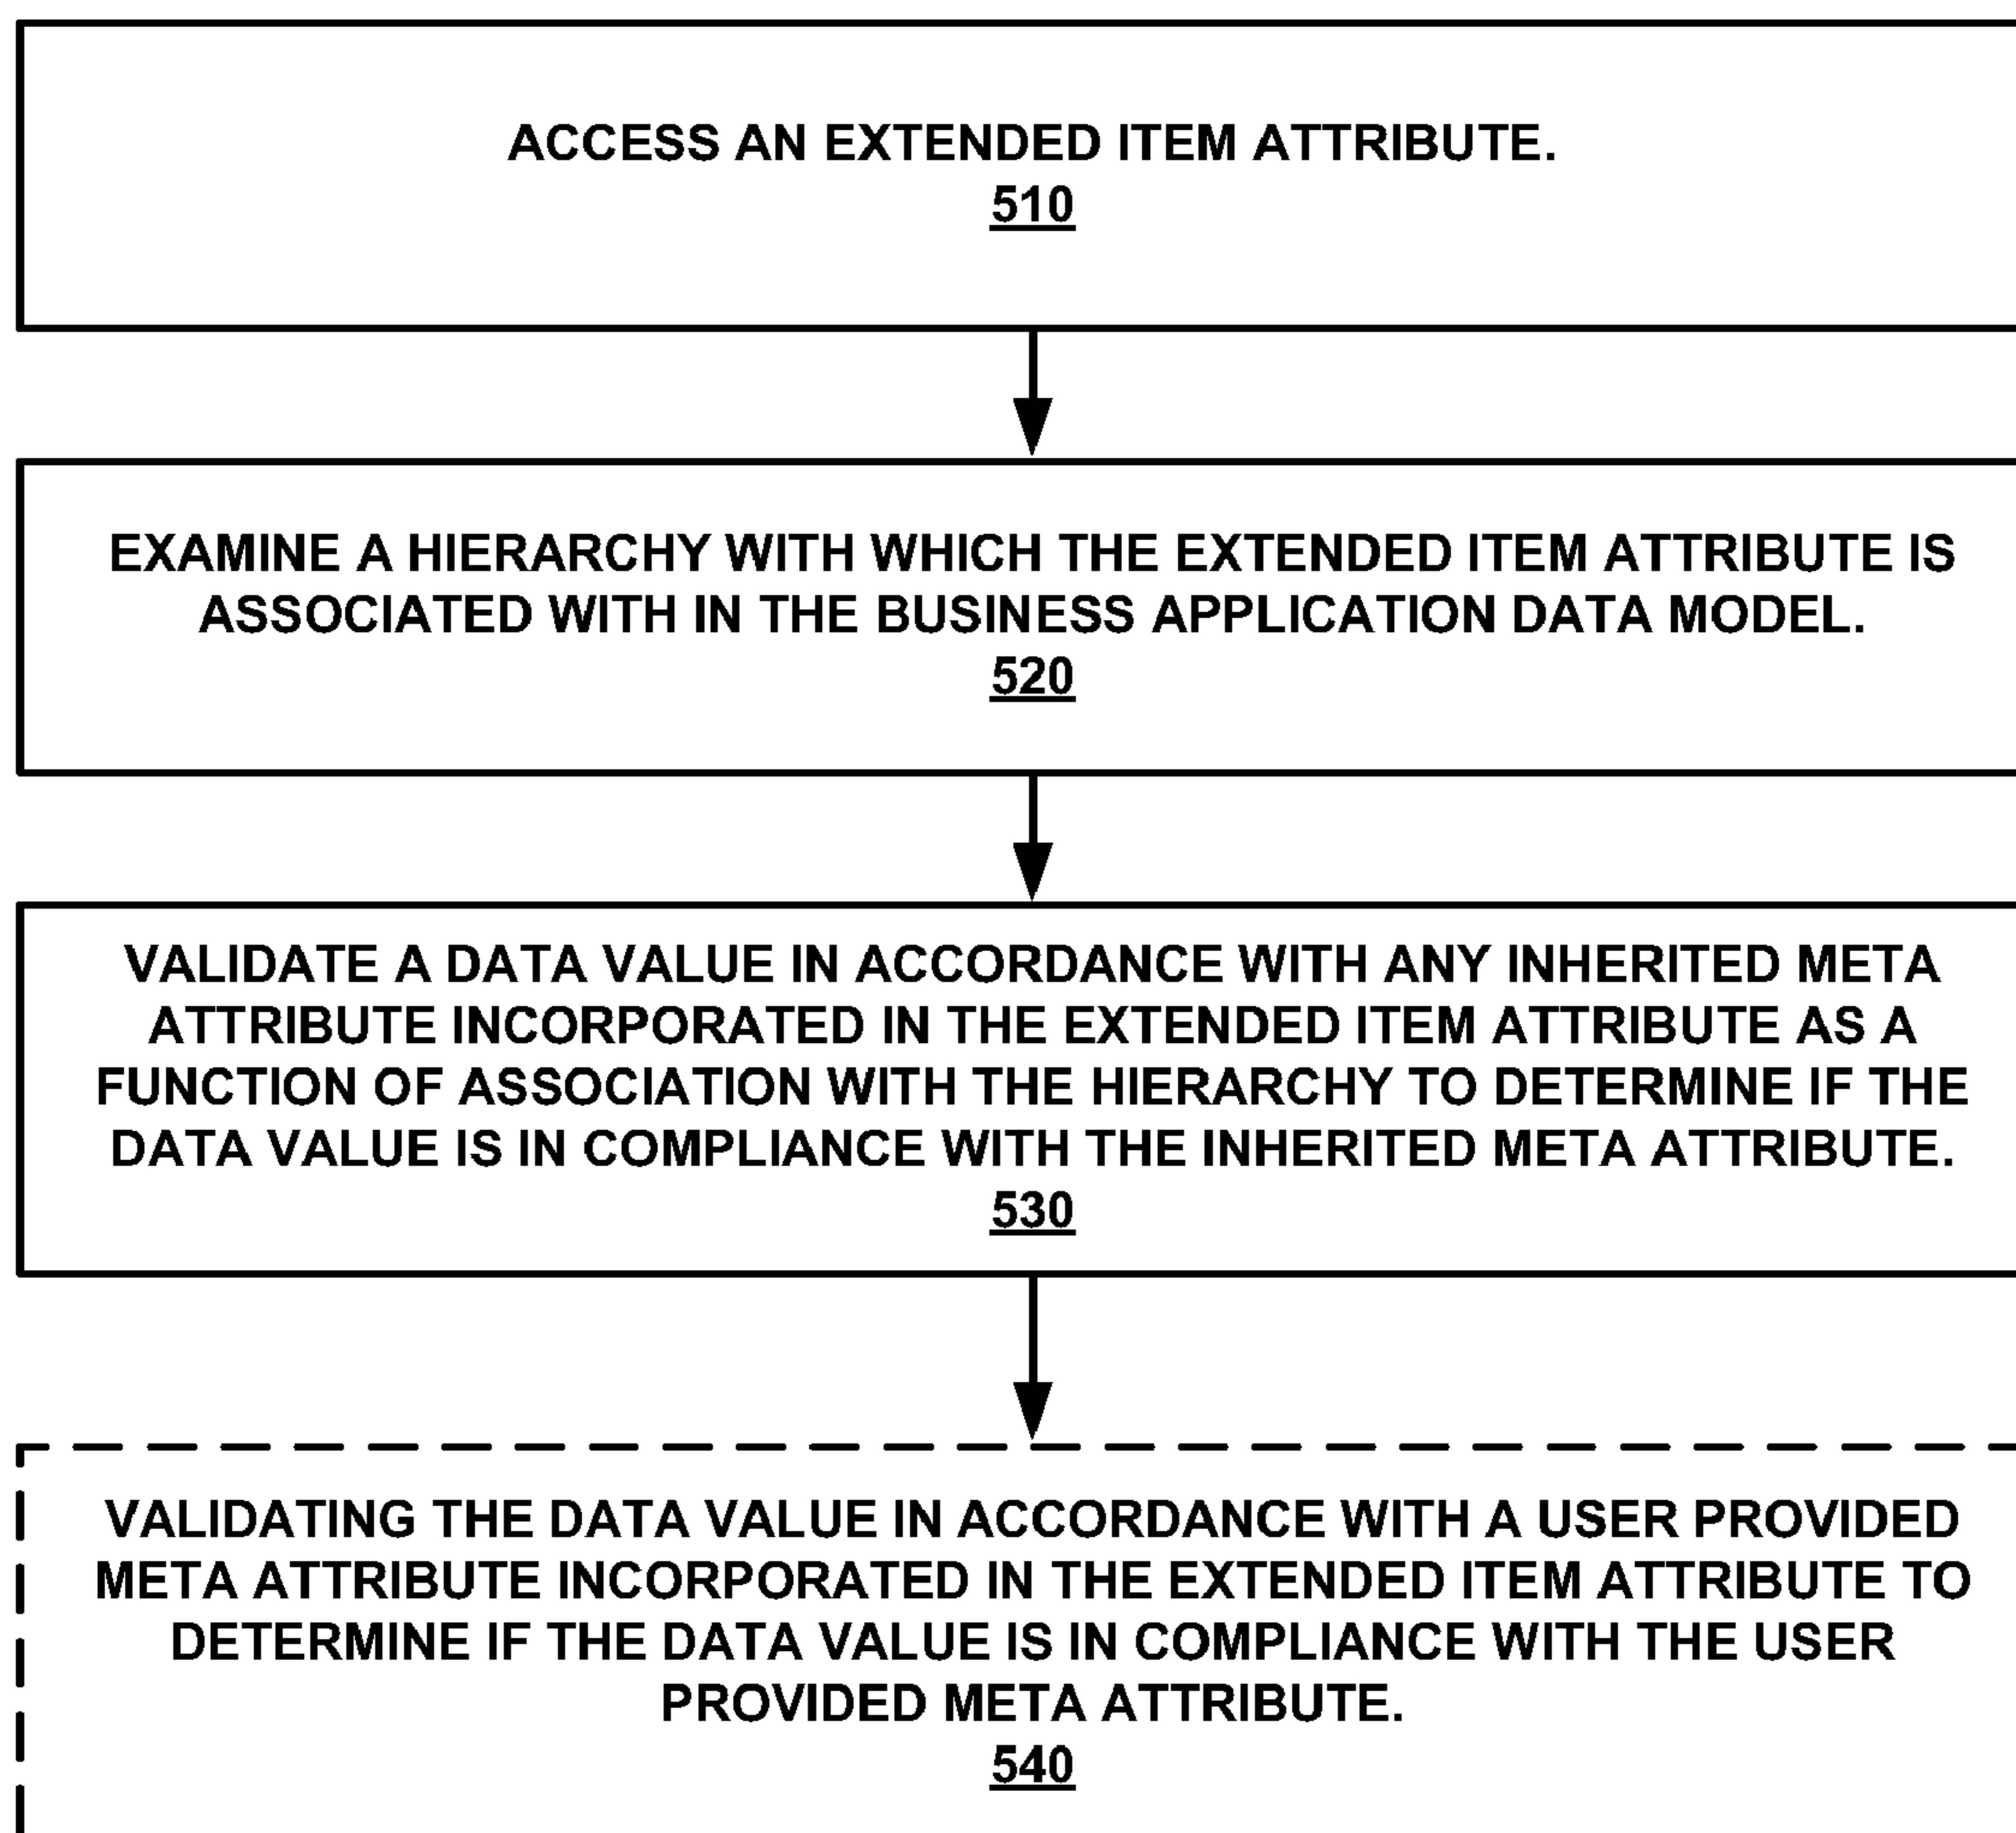 ACCESS AN EXTENDED ITEM ATTRIBUTE.
510
EXAMINE A HIERARCHY WITH WHICH THE EXTENDED ITEM ATTRIBUTE IS
ASSOCIATED WITH IN THE BUSINESS APPLICATION DATA MODEL.
520
VALIDATE A DATA VALUE IN ACCORDANCE WITH ANY INHERITED META
ATTRIBUTE INCORPORATED IN THE EXTENDED ITEM ATTRIBUTE AS A
FUNCTION OF ASSOCIATION WITH THE HIERARCHY TO DETERMINE IF THE
DATA VALUE IS IN COMPLIANCE WITH THE INHERITED META ATTRIBUTE.
530
VALIDATING THE DATA VALUE IN ACCORDANCE WITH A USER PROVIDED
META ATTRIBUTE INCORPORATED IN THE EXTENDED ITEM ATTRIBUTE TO
DETERMINE IF THE DATA VALUE IS IN COMPLIANCE WITH THE USER
PROVIDED META ATTRIBUTE.
540